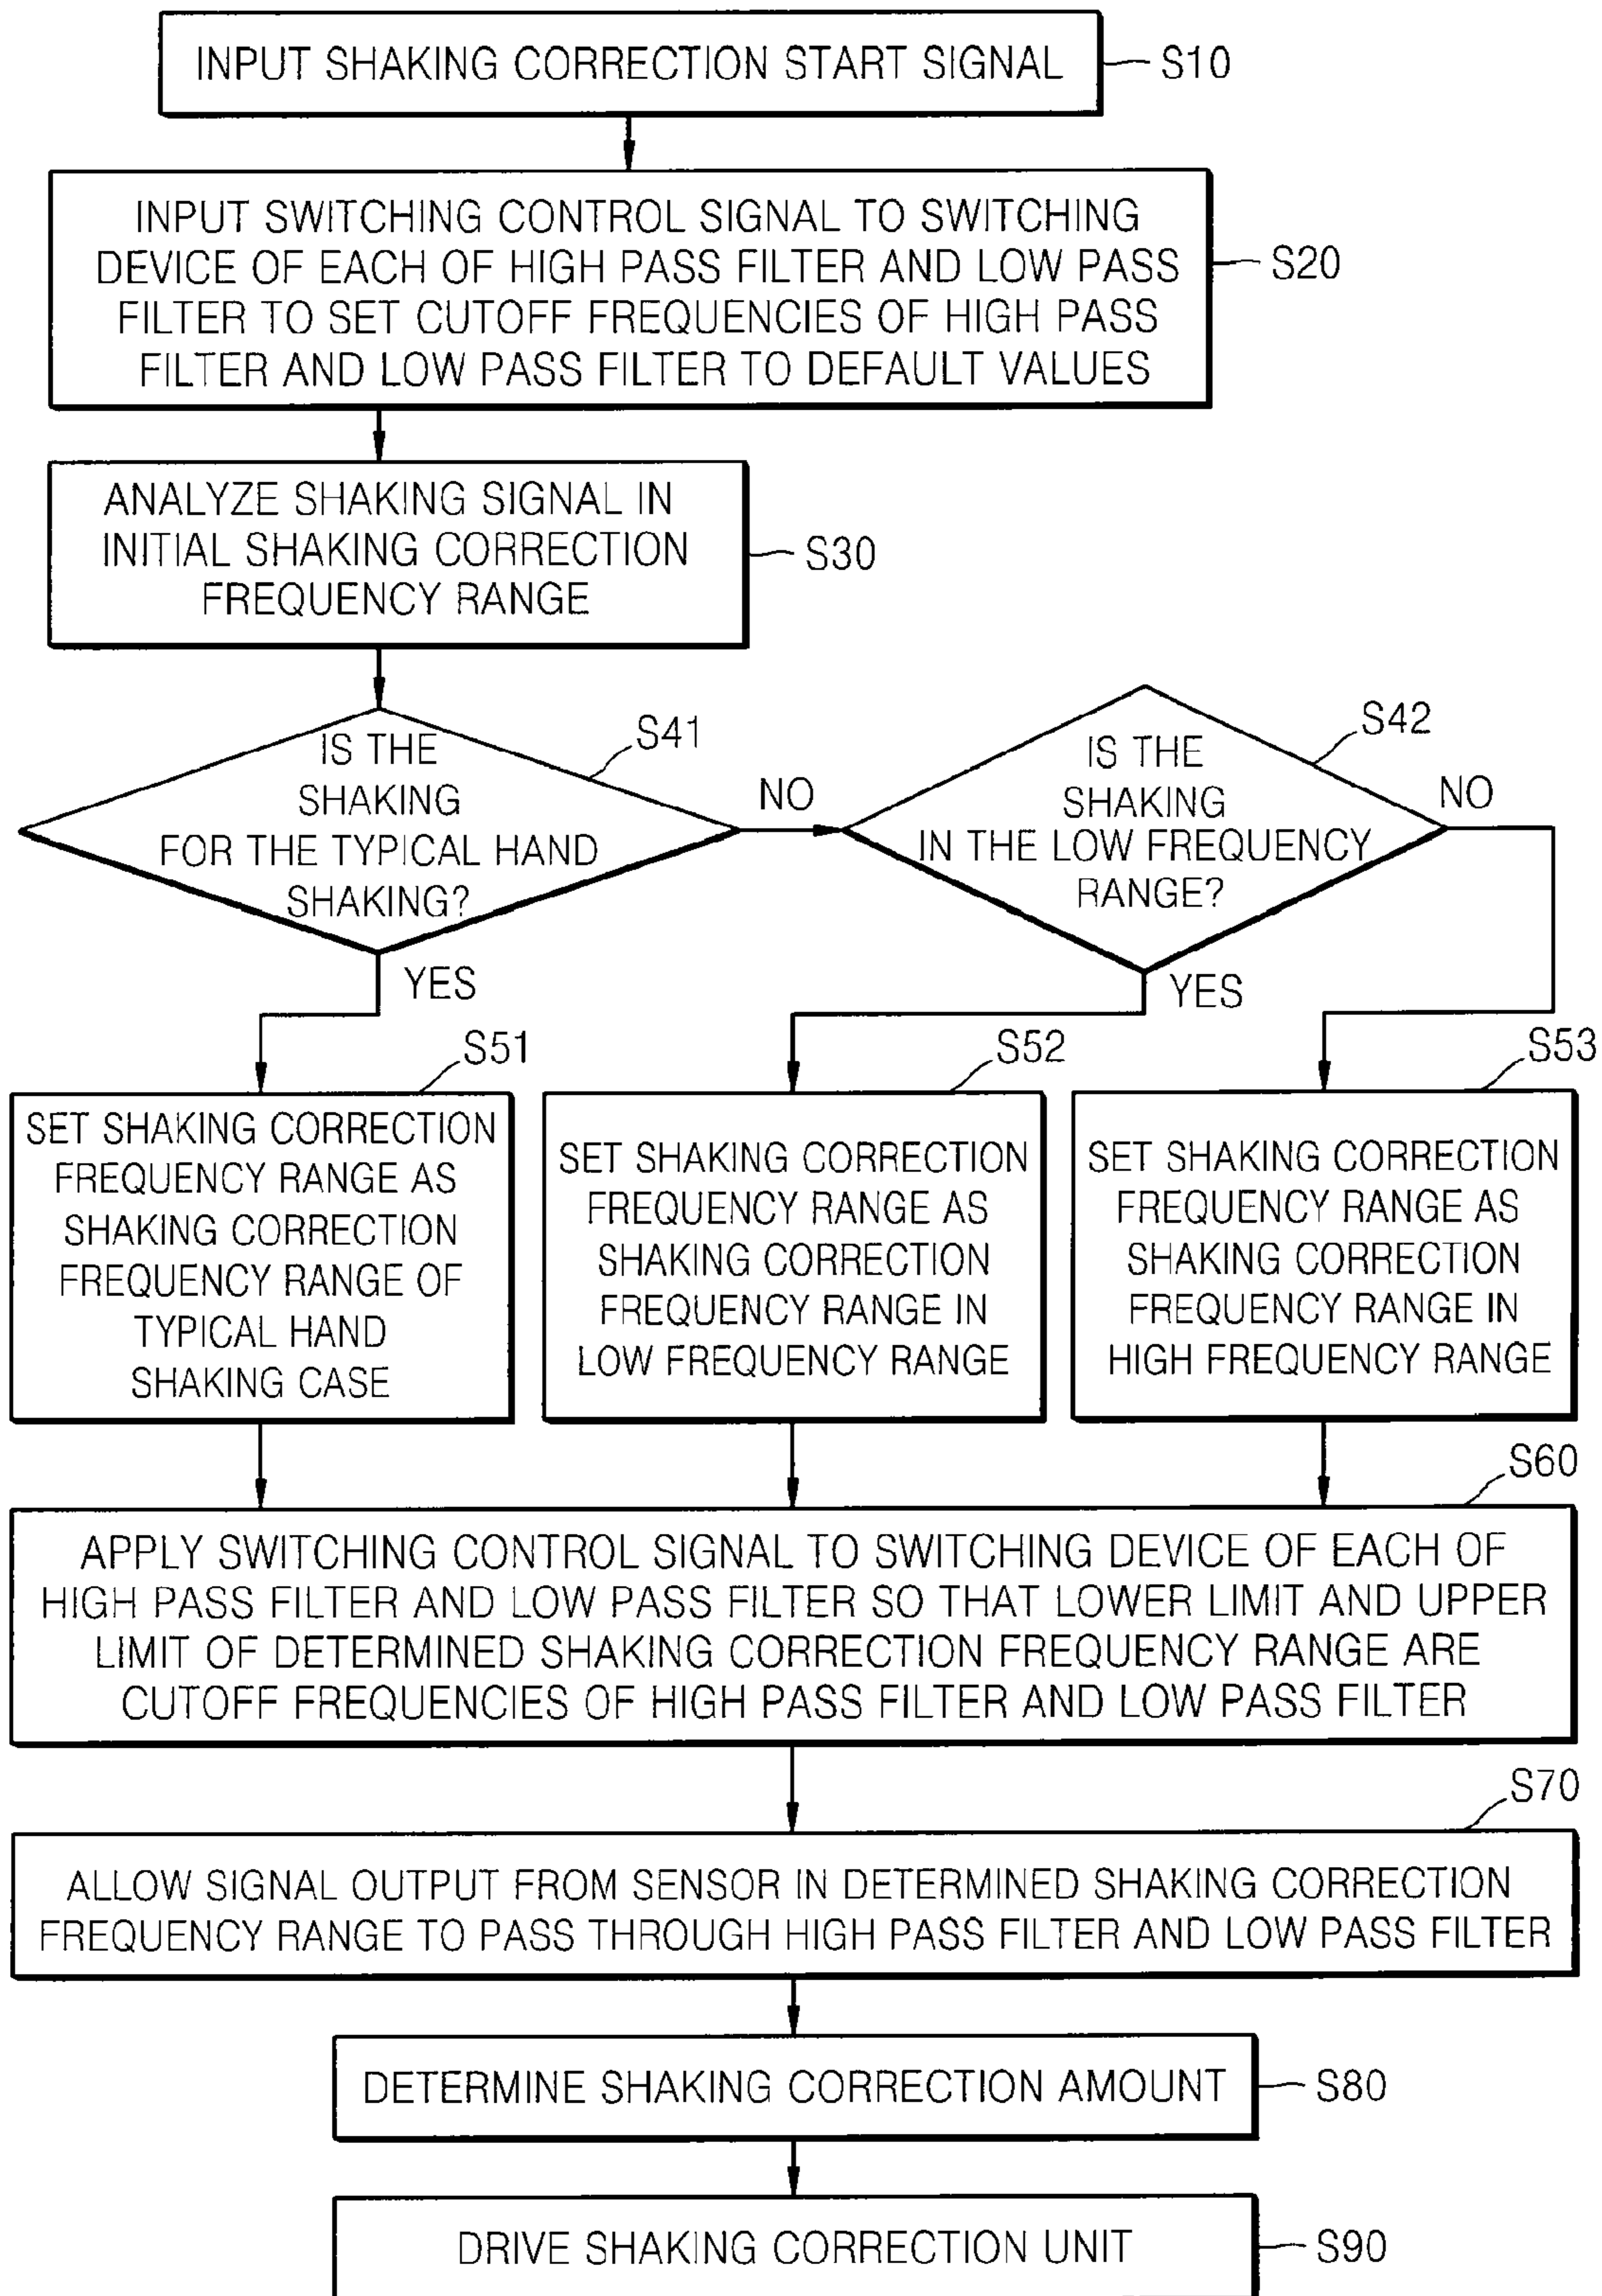 INPUT SHAKING CORRECTION START SIGNAL
S10
INPUT SWITCHING CONTROL SIGNAL TO SWITCHING
DEVICE OF EACH OF HIGH PASS FILTER AND LOW PASS
FILTER TO SET CUTOFF FREQUENCIES OF HIGH PASS
FILTER AND LOW PASS FILTER TO DEFAULT VALUES
S20
ANALYZE SHAKING SIGNAL IN
INITIAL SHAKING CORRECTION
FREQUENCY RANGE
S30
IS THE
SHAKING
FOR THE TYPICAL HAND
SHAKING?
S41
NO
YES
IS THE
SHAKING
IN THE LOW FREQUENCY
RANGE?
S42
NO
YES
S51
SET SHAKING CORRECTION
FREQUENCY RANGE AS
SHAKING CORRECTION
FREQUENCY RANGE OF
TYPICAL HAND
SHAKING CASE
S52
SET SHAKING CORRECTION
FREQUENCY RANGE AS
SHAKING CORRECTION
FREQUENCY RANGE IN
LOW FREQUENCY RANGE
S53
SET SHAKING CORRECTION
FREQUENCY RANGE AS
SHAKING CORRECTION
FREQUENCY RANGE IN
HIGH FREQUENCY RANGE
S60
APPLY SWITCHING CONTROL SIGNAL TO SWITCHING DEVICE OF EACH OF
HIGH PASS FILTER AND LOW PASS FILTER SO THAT LOWER LIMIT AND UPPER
LIMIT OF DETERMINED SHAKING CORRECTION FREQUENCY RANGE ARE
CUTOFF FREQUENCIES OF HIGH PASS FILTER AND LOW PASS FILTER
S70
ALLOW SIGNAL OUTPUT FROM SENSOR IN DETERMINED SHAKING CORRECTION
FREQUENCY RANGE TO PASS THROUGH HIGH PASS FILTER AND LOW PASS FILTER
DETERMINE SHAKING CORRECTION AMOUNT
S80
DRIVE SHAKING CORRECTION UNIT
S90